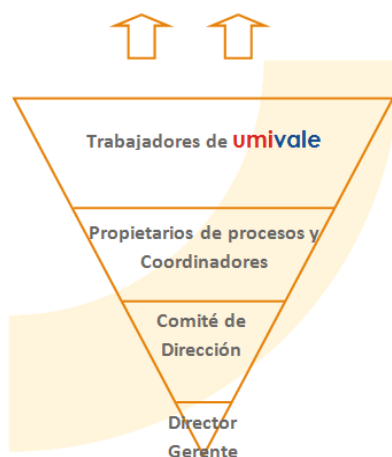 Trabajadores de umivale
Propietarios de procesos y
Coordinadores
Comité de
Dirección
Director
Gerente